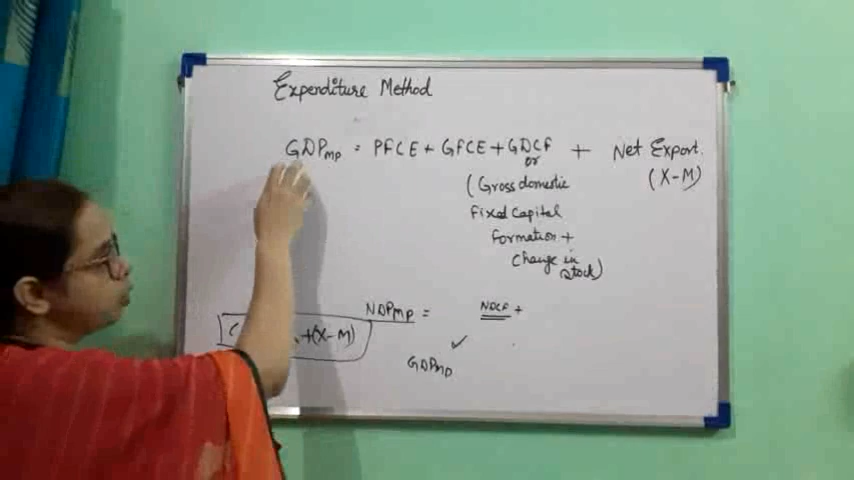 Expenditure Method
GDPMP = PFCE + GFCE + GDCF + Net Export.
or
(X-M)
(Gross domestic
fixed Capital
formation +
Change in
stock)
NDPMP = NDCF +
( +(X-M)
GDPMP ✓